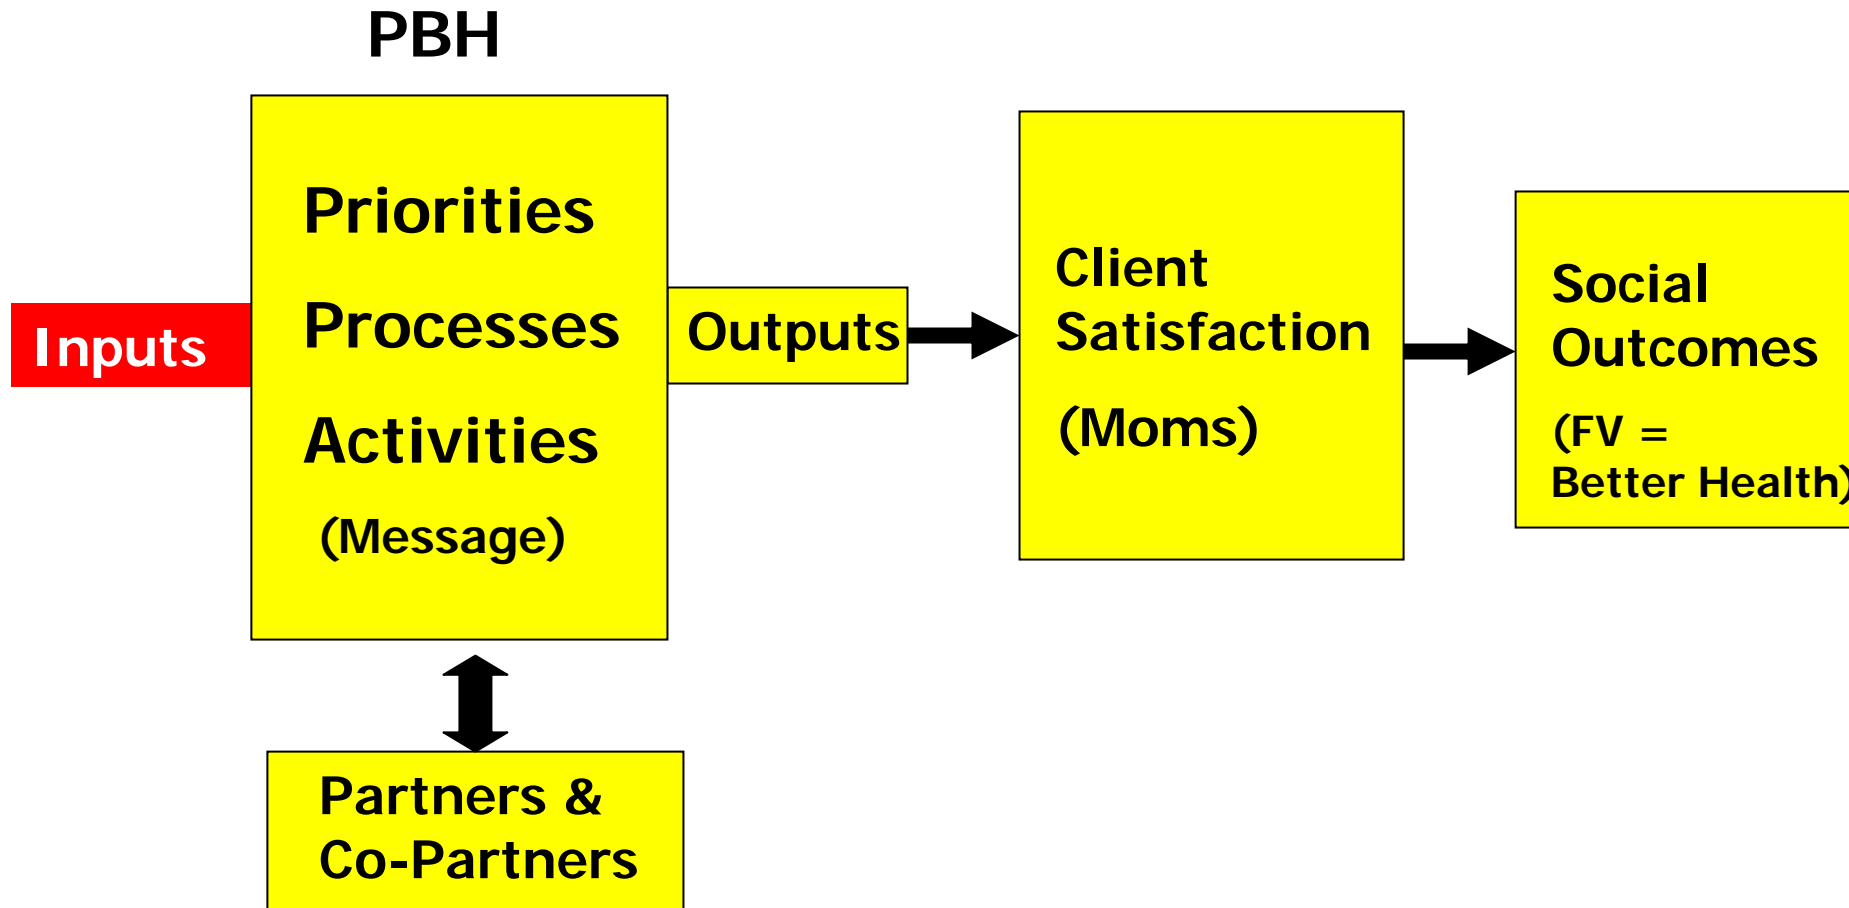 PBH
Inputs
Priorities
Processes
Activities
(Message)
Outputs
Client
Satisfaction
(Moms)
Social
Outcomes
(FV =
Better Health)
Partners &
Co-Partners